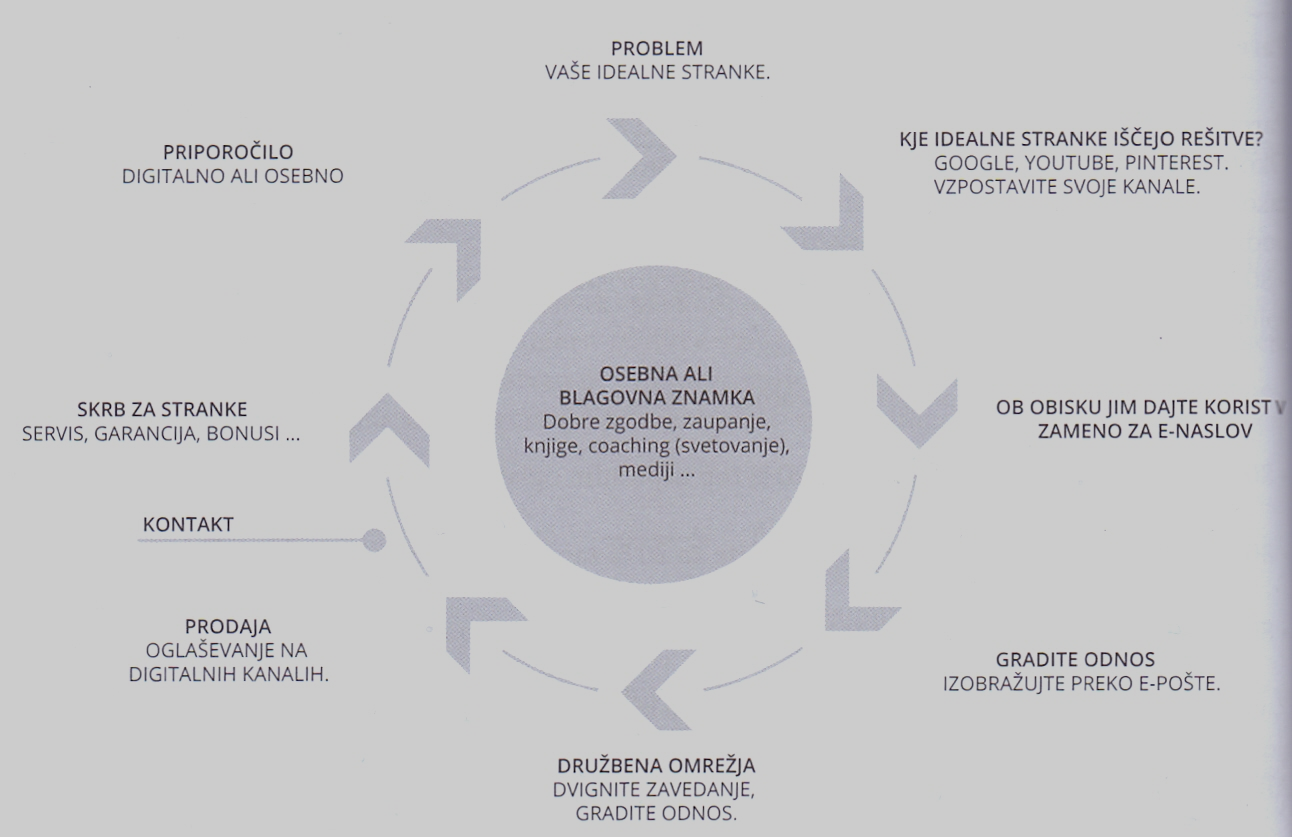 PROBLEM
VAŠE IDEALNE STRANKE.
KJE IDEALNE STRANKE IŠČEJO REŠITVE?
GOOGLE, YOUTUBE, PINTEREST.
VZPOSTAVITE SVOJE KANALE.
OB OBISKU JIM DAJTE KORIST V
ZAMENO ZA E-NASLOV
GRADITE ODNOS
IZOBRAŽUJTE PREKO E-POŠTE.
DRUŽBENA OMREŽJA
DVIGNITE ZAVEDANJE,
GRADITE ODNOS.
PRODAJA
OGLAŠEVANJE NA
DIGITALNIH KANALIH.
KONTAKT
SKRB ZA STRANKE
SERVIS, GARANCIJA, BONUSI ...
PRIPOROČILO
DIGITALNO ALI OSEBNO
OSEBNA ALI
BLAGOVNA ZNAMKA
Dobre zgodbe, zaupanje,
knjige, coaching (svetovanje),
mediji ...